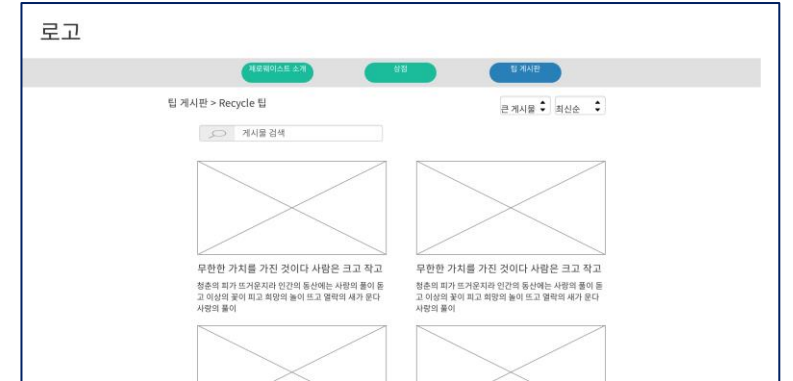 로고
제로웨이스트 소개
상점
팁 게시판
팁 게시판 > Recycle 팁
큰 게시물
최신순
게시물 검색
무한한 가치를 가진 것이다 사람은 크고 작고
청춘의 피가 뜨거운지라 인간의 동산에는 사랑의 풀이 돋
고 이상의 꽃이 피고 희망의 놀이 뜨고 열락의 새가 운다
사랑의 풀이
무한한 가치를 가진 것이다 사람은 크고 작고
청춘의 피가 뜨거운지라 인간의 동산에는 사랑의 풀이 돋
고 이상의 꽃이 피고 희망의 놀이 뜨고 열락의 새가 운다
사랑의 풀이